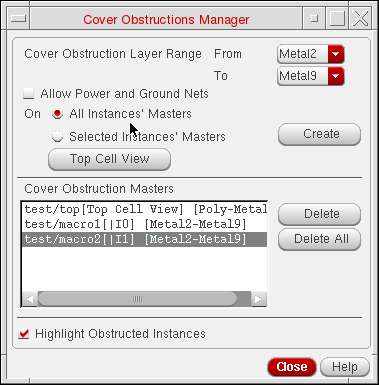 Cover Obstructions Manager
Cover Obstruction Layer Range From Metal2
To Metal9
Allow Power and Ground Nets
On All Instances' Masters
Selected Instances' Masters
Create
Top Cell View
Cover Obstruction Masters
test/top[Top Cell View] [Poly-Metal
test/macro1[|I0] [Metal2-Metal9]
test/macro2[|I1] [Metal2-Metal9]
Delete
Delete All
Highlight Obstructed Instances
Close Help